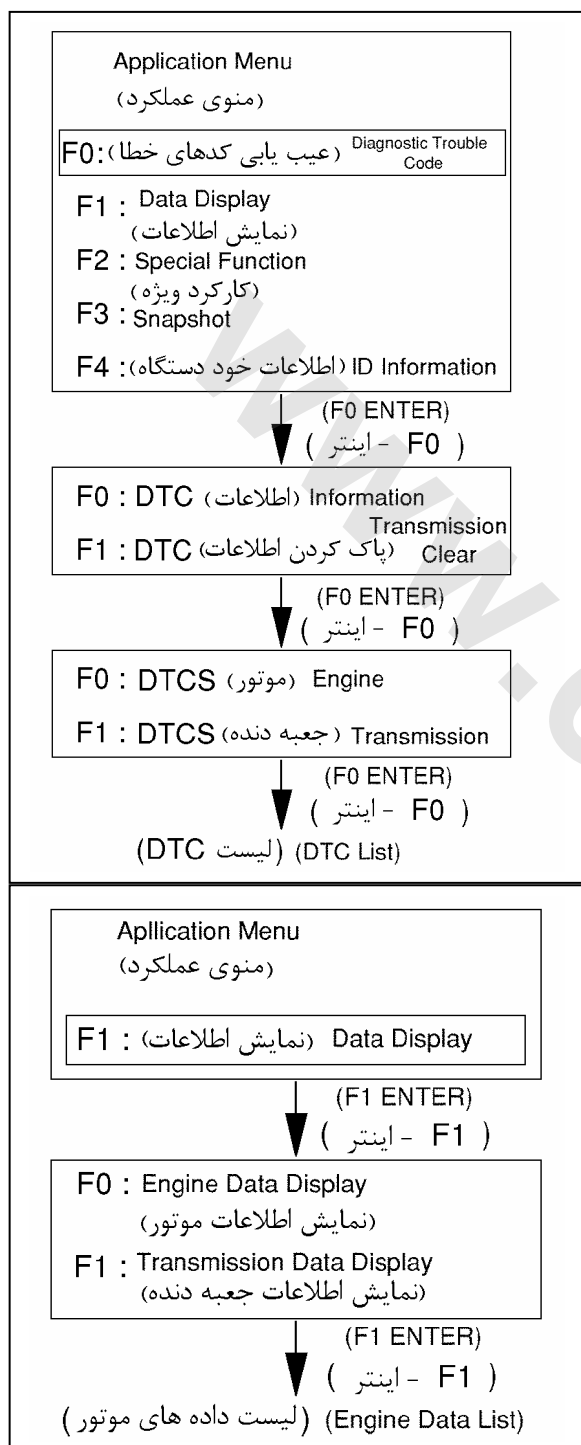 Application Menu
(منوی عملکرد)
F0: (عیب یابی کدهای خطا) Diagnostic Trouble Code
F1 : Data Display
(نمایش اطلاعات)
F2 : Special Function
(کارکرد ویژه)
F3 : Snapshot
F4 : (اطلاعات خود دستگاه) ID Information
(F0 ENTER)
( F0 - اینتر )
F0 : DTC (اطلاعات) Information
F1 : DTC (پاک کردن اطلاعات) Transmission Clear
(F0 ENTER)
( F0 - اینتر )
F0 : DTCS (موتور) Engine
F1 : DTCS (جعبه دنده) Transmission
(F0 ENTER)
( F0 - اینتر )
(لیست DTC) (DTC List)
Apllication Menu
(منوی عملکرد)
F1 : (نمایش اطلاعات) Data Display
(F1 ENTER)
( F1 - اینتر )
F0 : Engine Data Display
(نمایش اطلاعات موتور)
F1 : Transmission Data Display
(نمایش اطلاعات جعبه دنده)
(F1 ENTER)
( F1 - اینتر )
(لیست داده های موتور) (Engine Data List)